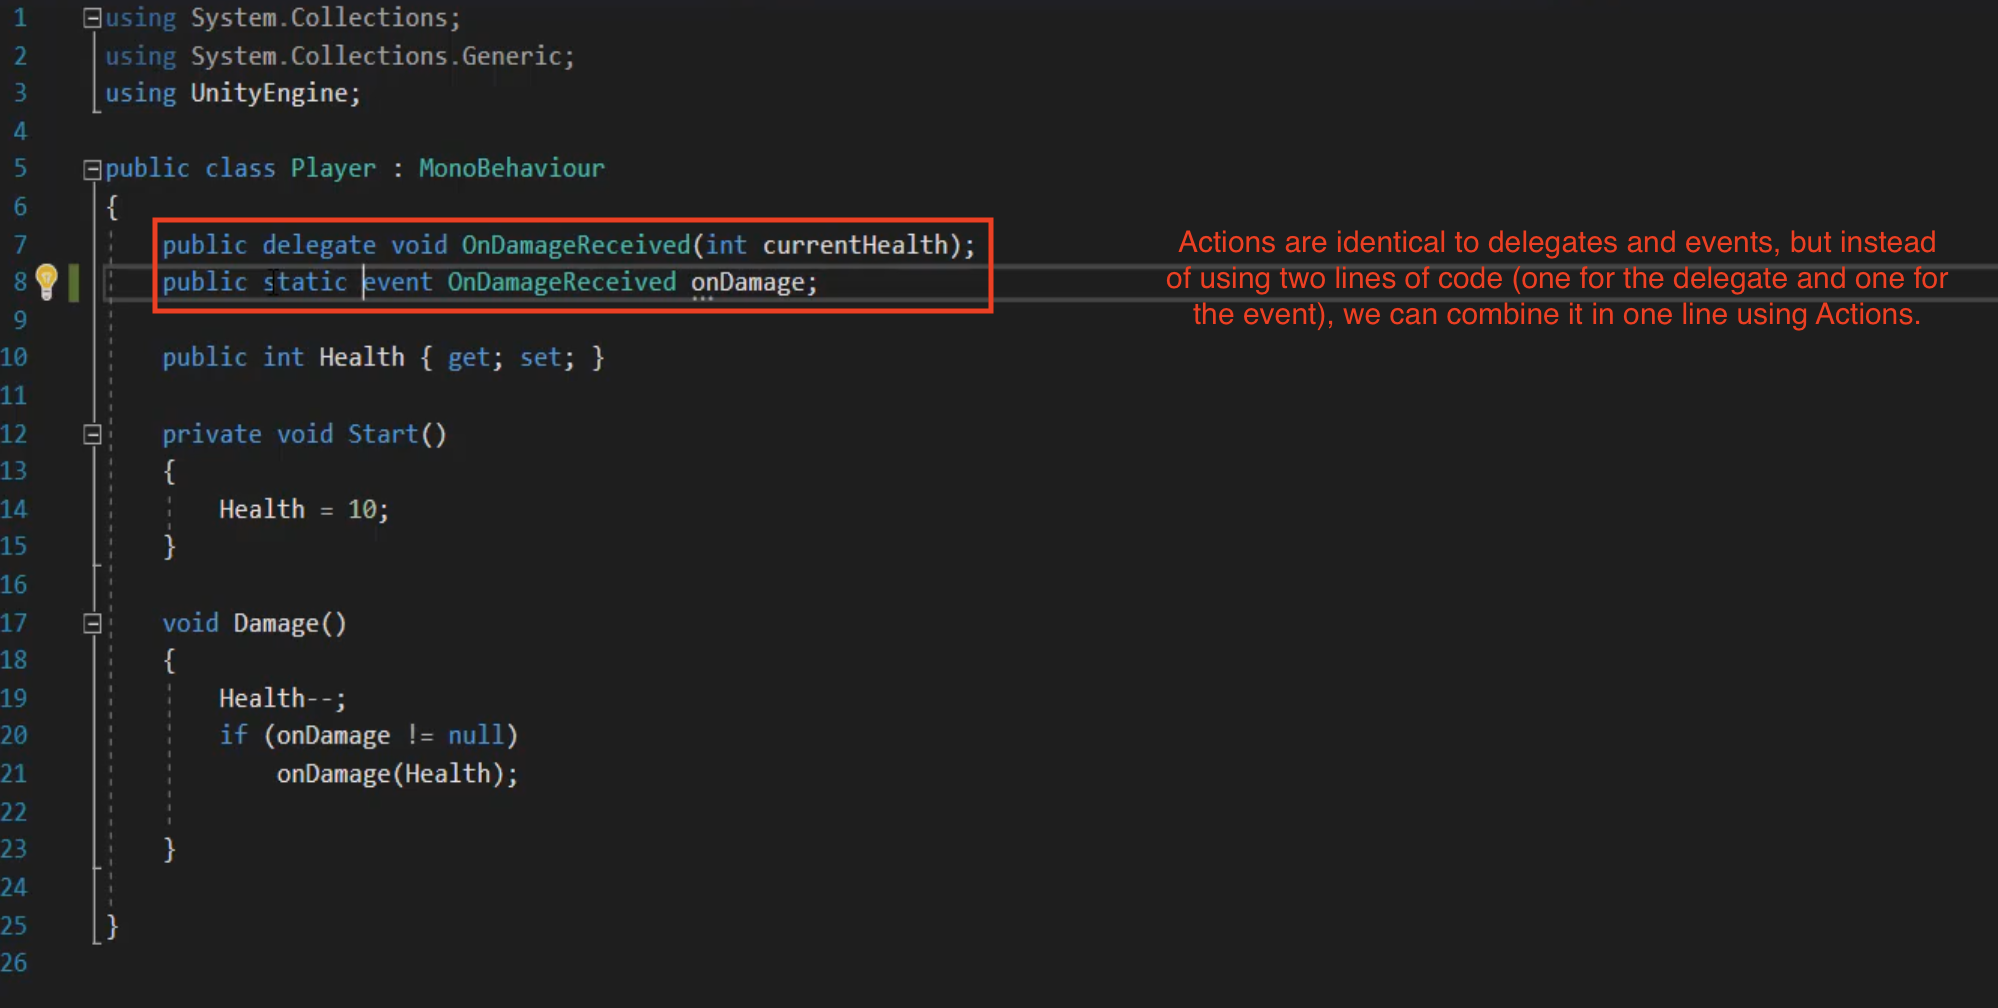 1 using System.Collections;
2 using System.Collections.Generic;
3 using UnityEngine;
4
5 public class Player : MonoBehaviour
6 {
7 public delegate void OnDamageReceived(int currentHealth);
8 public static event OnDamageReceived onDamage;
9
10 public int Health { get; set; }
11
12 private void Start()
13 {
14 Health = 10;
15 }
16
17 void Damage()
18 {
19 Health--;
20 if (onDamage != null)
21 onDamage(Health);
22
23 }
24
25 }
26
Actions are identical to delegates and events, but instead
of using two lines of code (one for the delegate and one for
the event), we can combine it in one line using Actions.